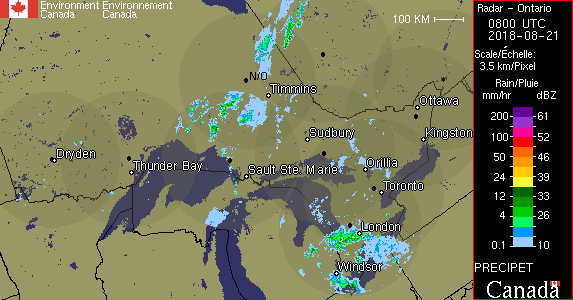 Environment Environnement
Canada Canada
100 KM
N/O
Timmins
Ottawa
Sudbury
Kingston
Dryden
Thunder Bay
Sault Ste. Marie
Orillia
Toronto
London
Windsor
Radar - Ontario
0800 UTC
2018-08-21
Scale/Échelle:
3.5 km/Pixel
Rain/Pluie
mm/hr dBZ
200 61
100 52
50 46
24 39
12 33
4 26
0.1 10
PRECIPET
Canada